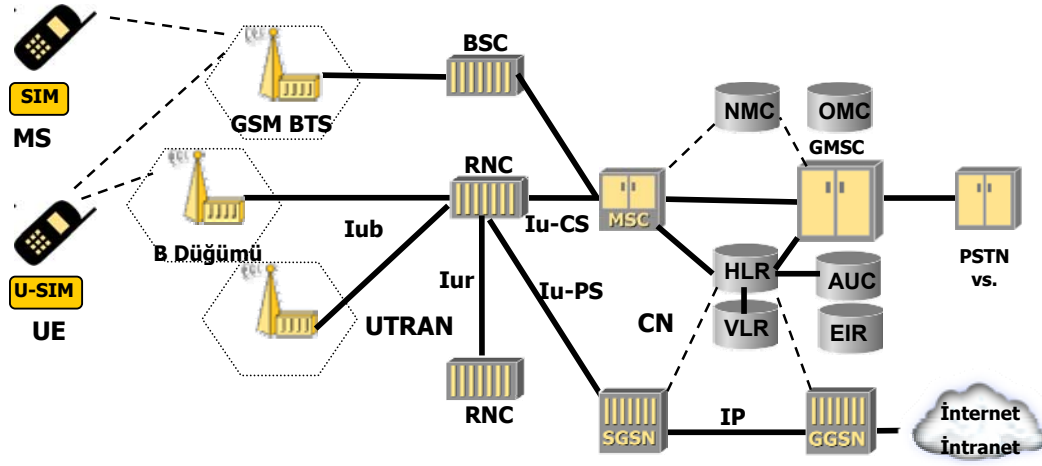 SIM
MS
GSM BTS
BSC
NMC
OMC
GMSC
RNC
MSC
Iub
Iu-CS
B Düğümü
U-SIM
UE
Iur
Iu-PS
UTRAN
CN
HLR
AUC
VLR
EIR
PSTN
vs.
RNC
SGSN
IP
GGSN
İnternet
İntranet